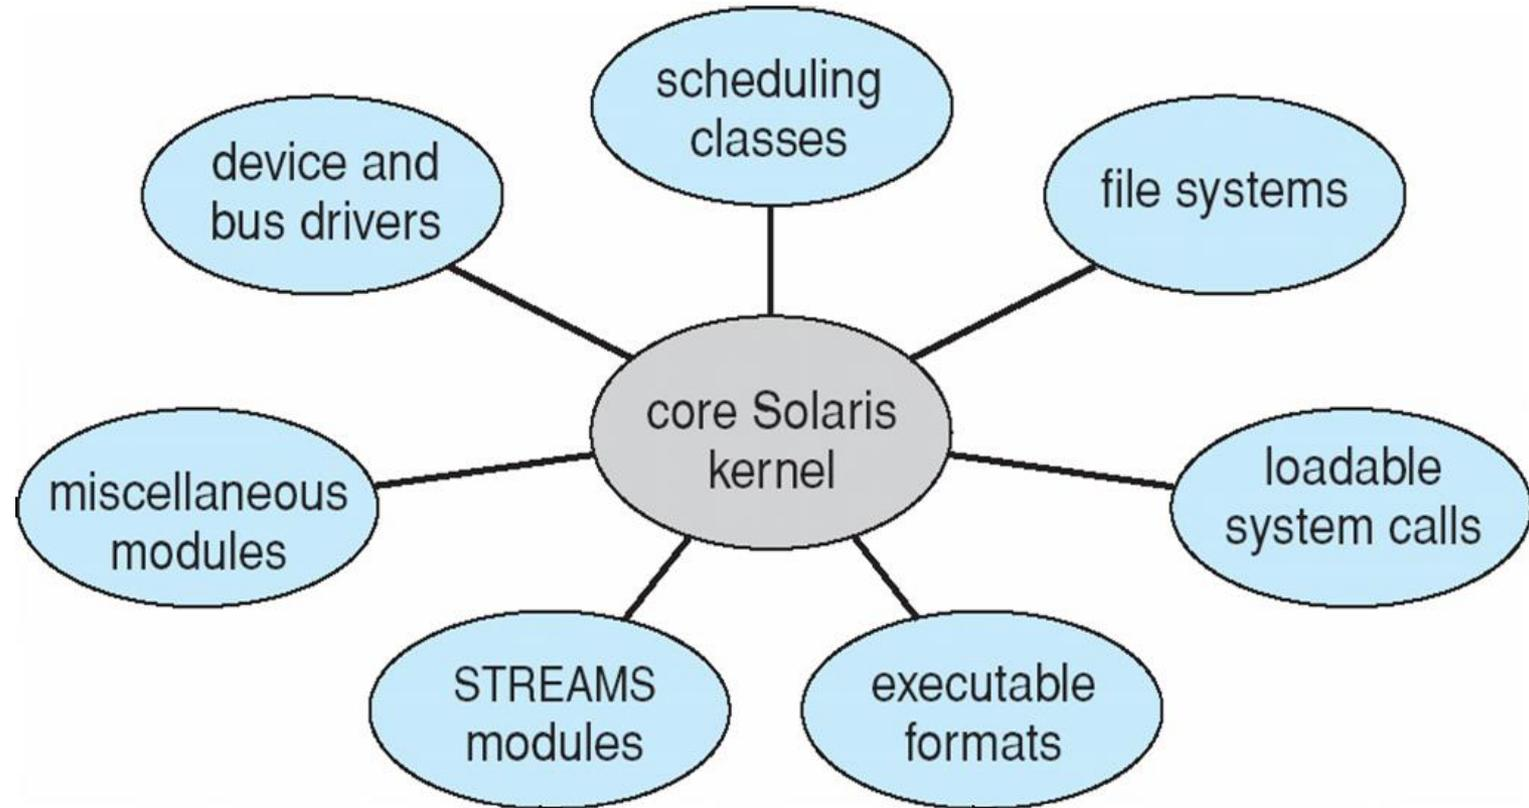 scheduling
classes
device and
bus drivers
file systems
core Solaris
kernel
miscellaneous
modules
loadable
system calls
STREAMS
modules
executable
formats